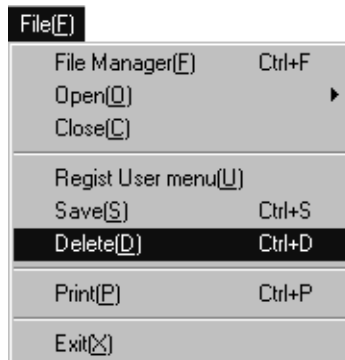 File(F)
File Manager(F) Ctrl+F
Open(O)
Close(C)
Regist User menu(U)
Save(S) Ctrl+S
Delete(D) Ctrl+D
Print(P) Ctrl+P
Exit(X)